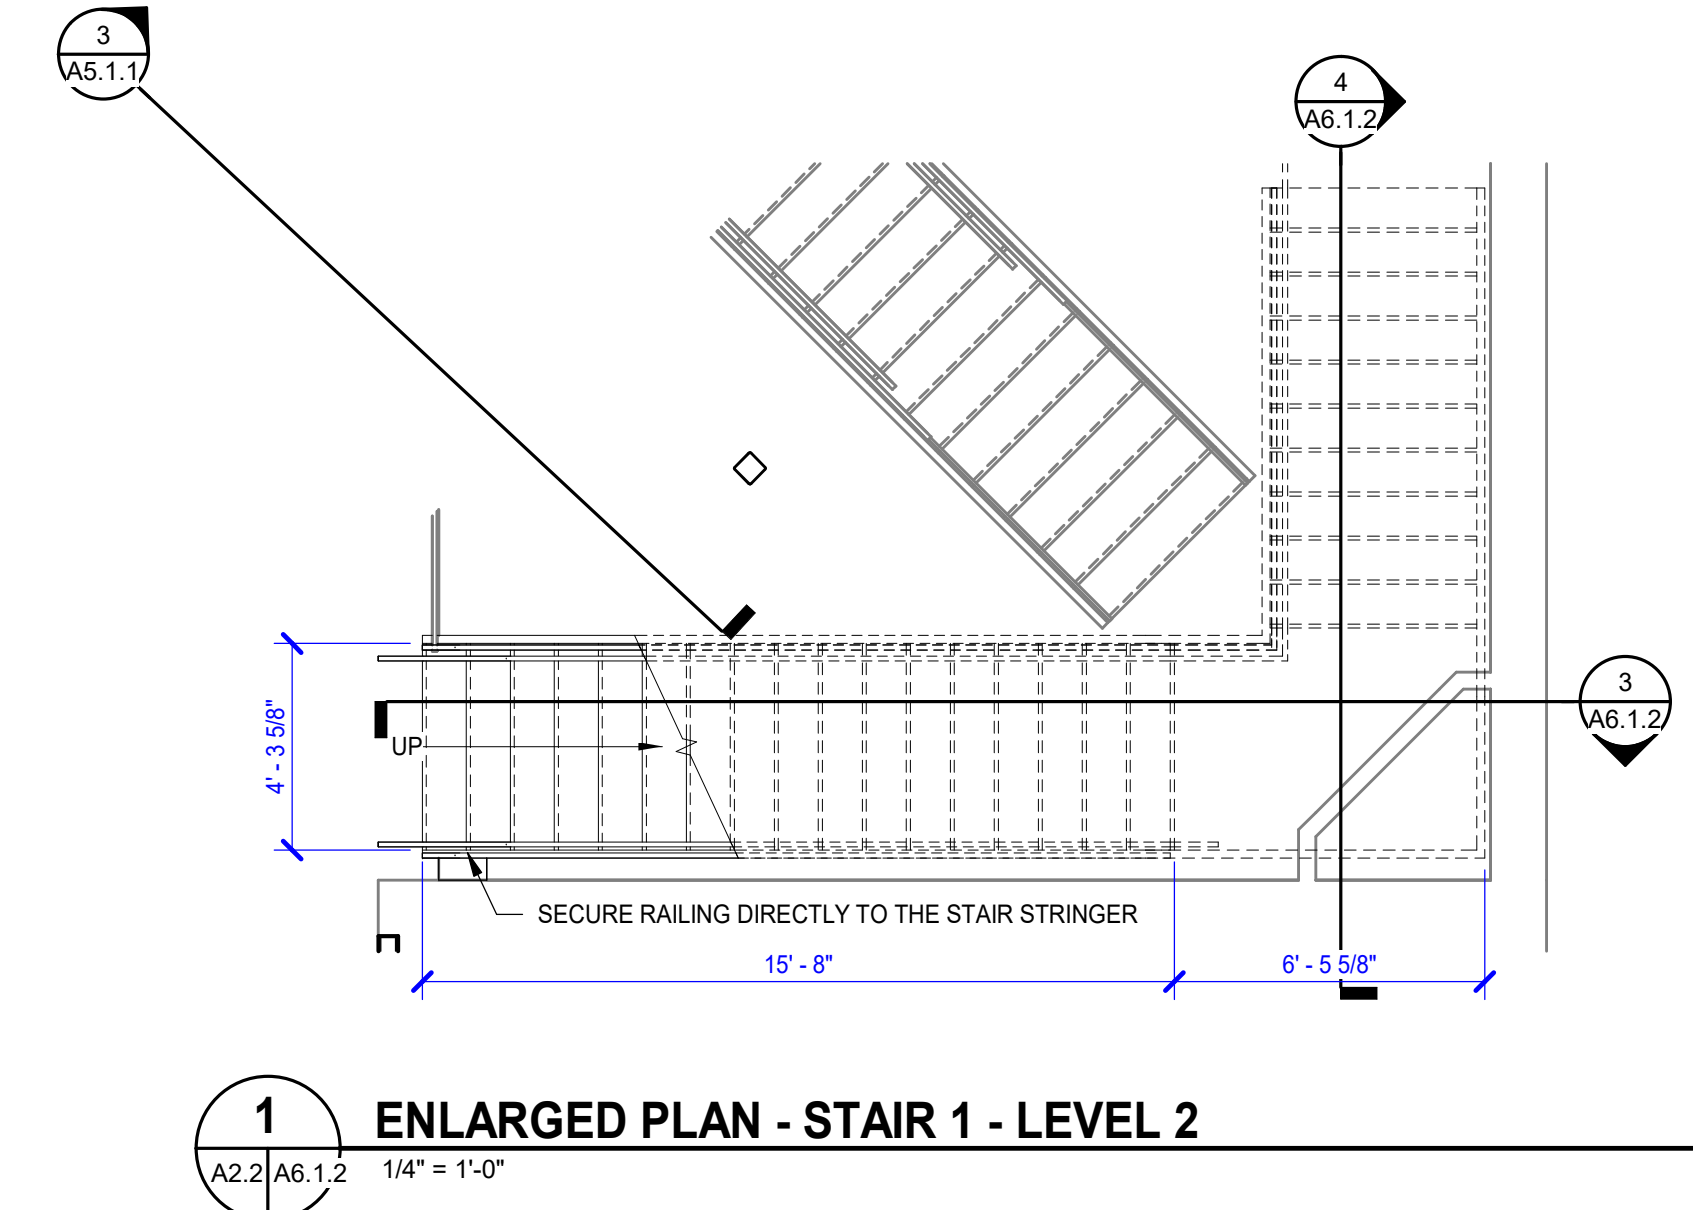 3
A5.1.1
4
A6.1.2
3
A6.1.2
4' - 3 5/8"
UP
SECURE RAILING DIRECTLY TO THE STAIR STRINGER
15' - 8"
6' - 5 5/8"
1
A2.2 A6.1.2
ENLARGED PLAN - STAIR 1 - LEVEL 2
1/4" = 1'-0"